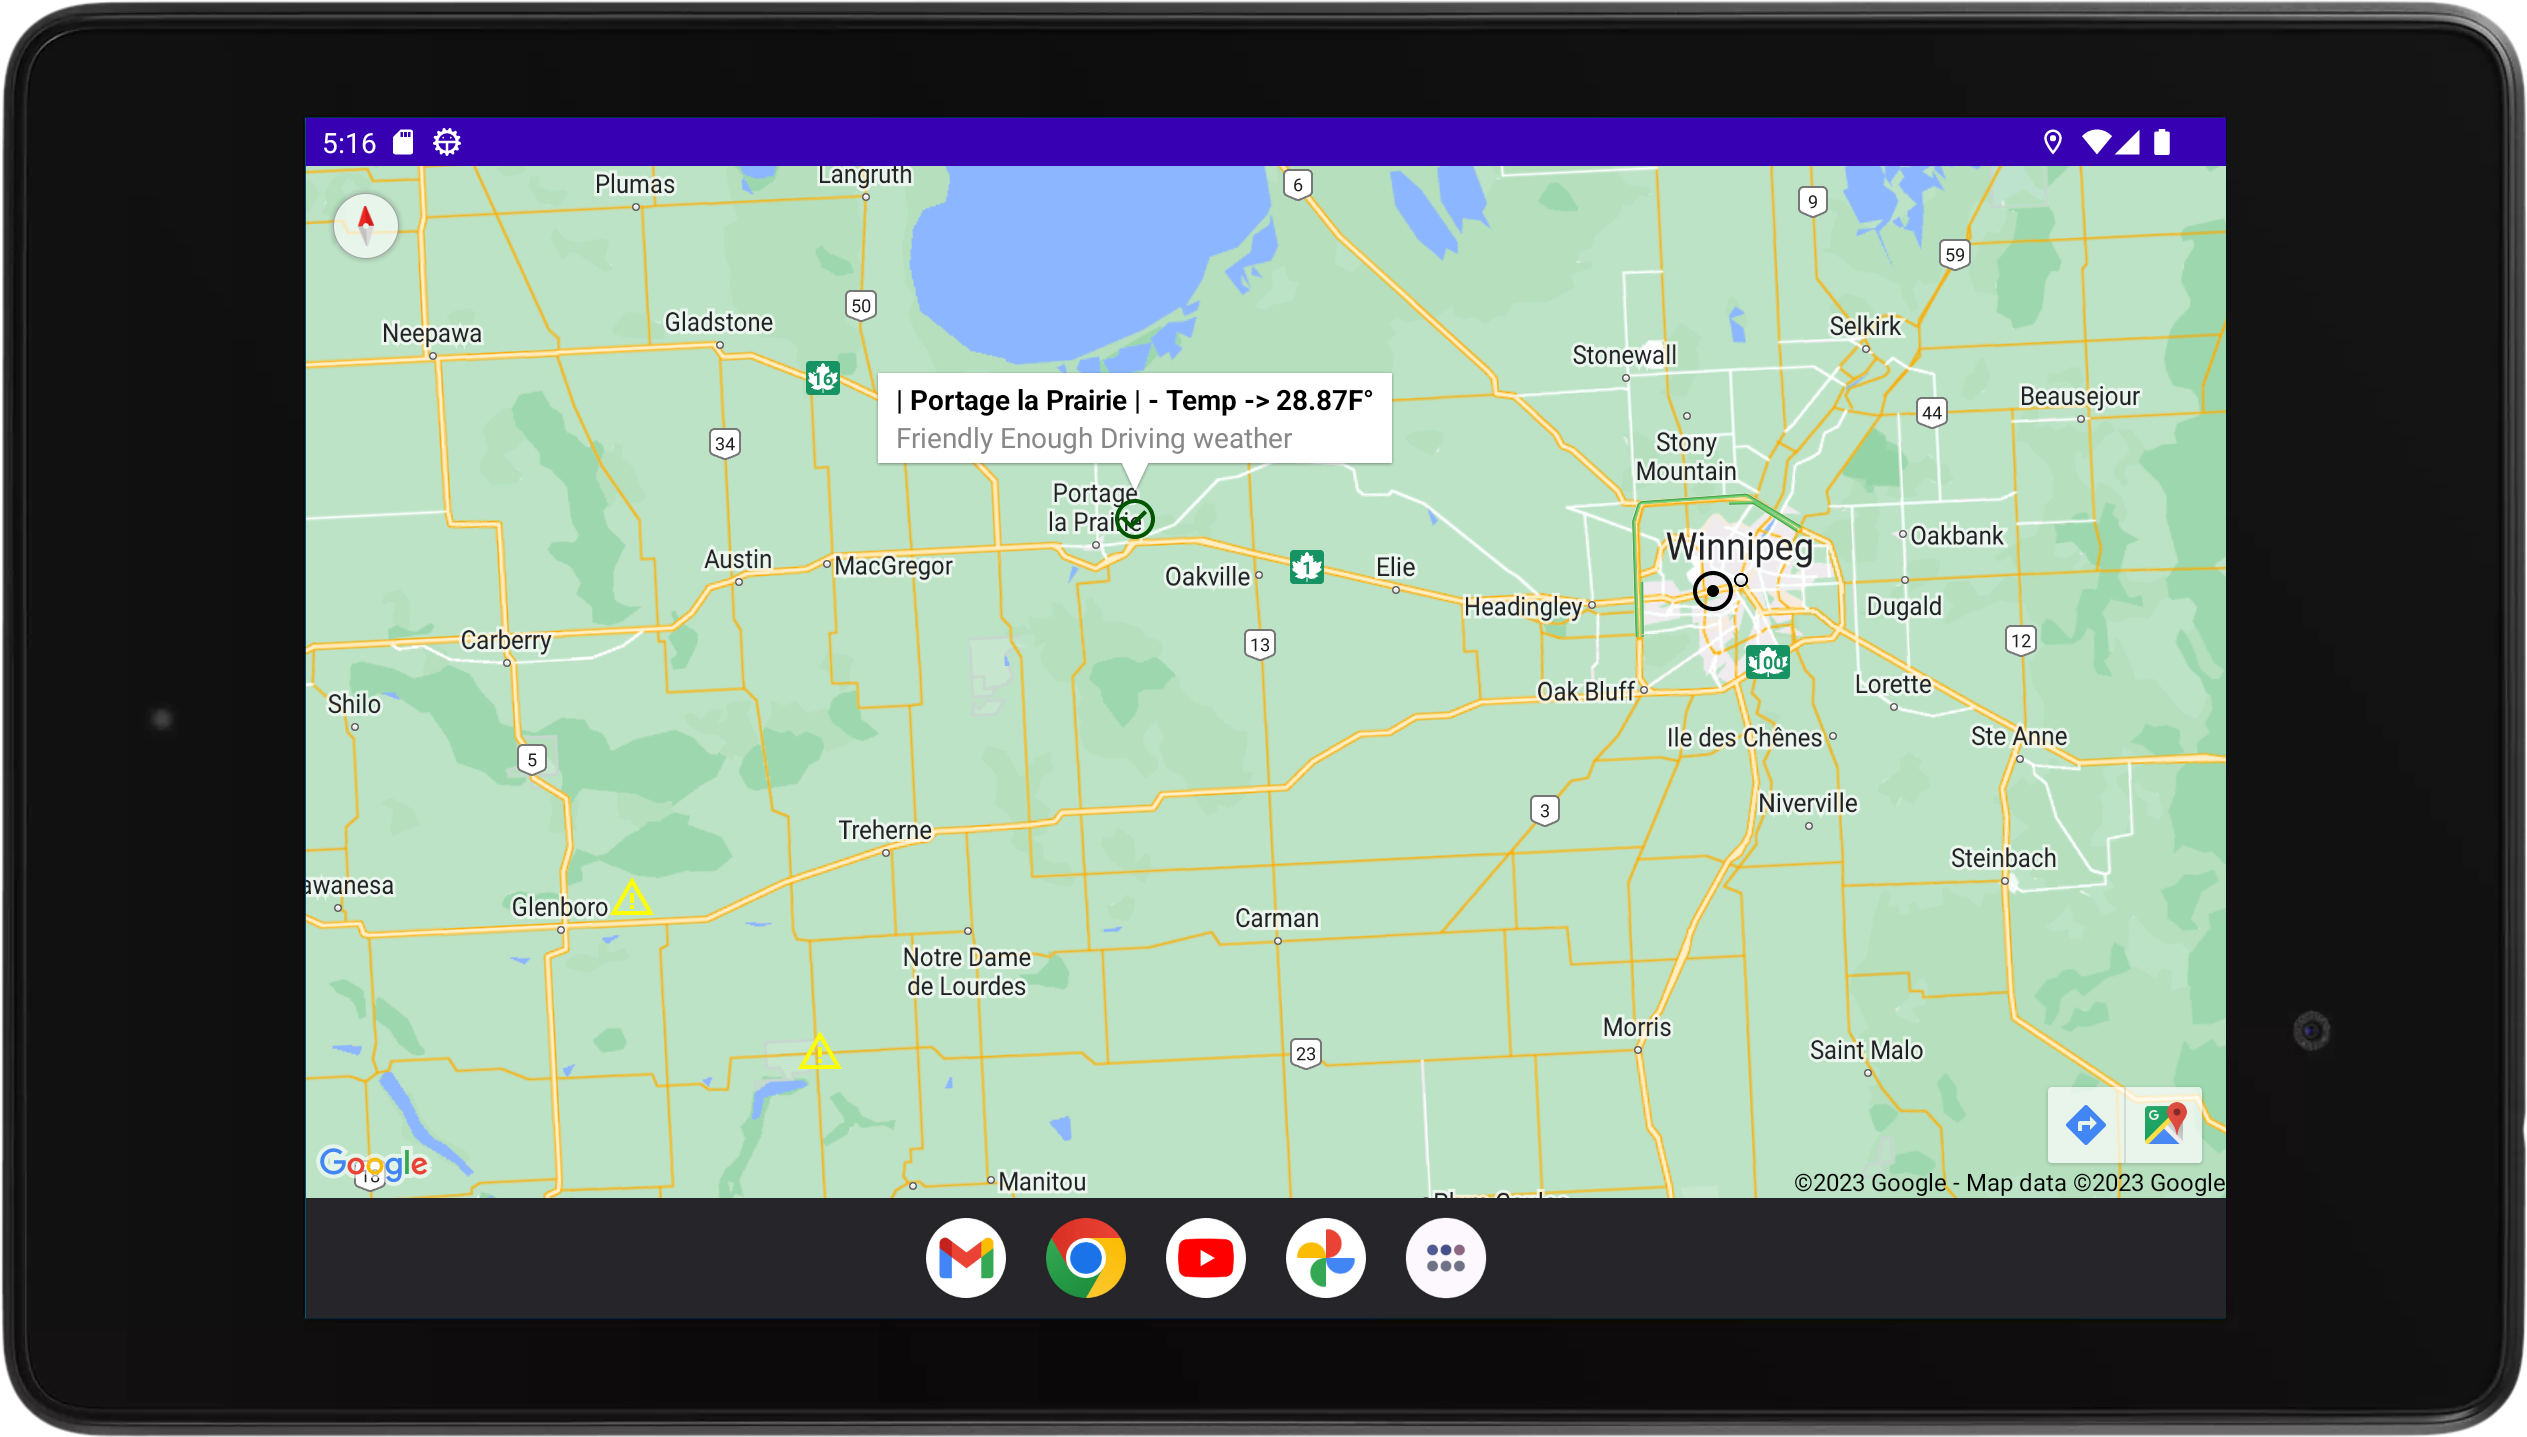 5:16
Plumas
Langruth
6
9
59
50
Neepawa
Gladstone
16
Selkirk
Stonewall
Beausejour
| Portage la Prairie | - Temp -> 28.87F°
Friendly Enough Driving weather
44
34
Stony
Mountain
Portage
la Prairie
Winnipeg
Oakbank
Austin
MacGregor
Oakville
1
Elie
Headingley
Dugald
Carberry
13
12
100
Shilo
Oak Bluff
Lorette
Ile des Chênes
Ste Anne
5
3
Niverville
Treherne
Steinbach
awanesa
Glenboro
Carman
Notre Dame
de Lourdes
Morris
23
Saint Malo
G
Google
18
Manitou
©2023 Google - Map data ©2023 Google